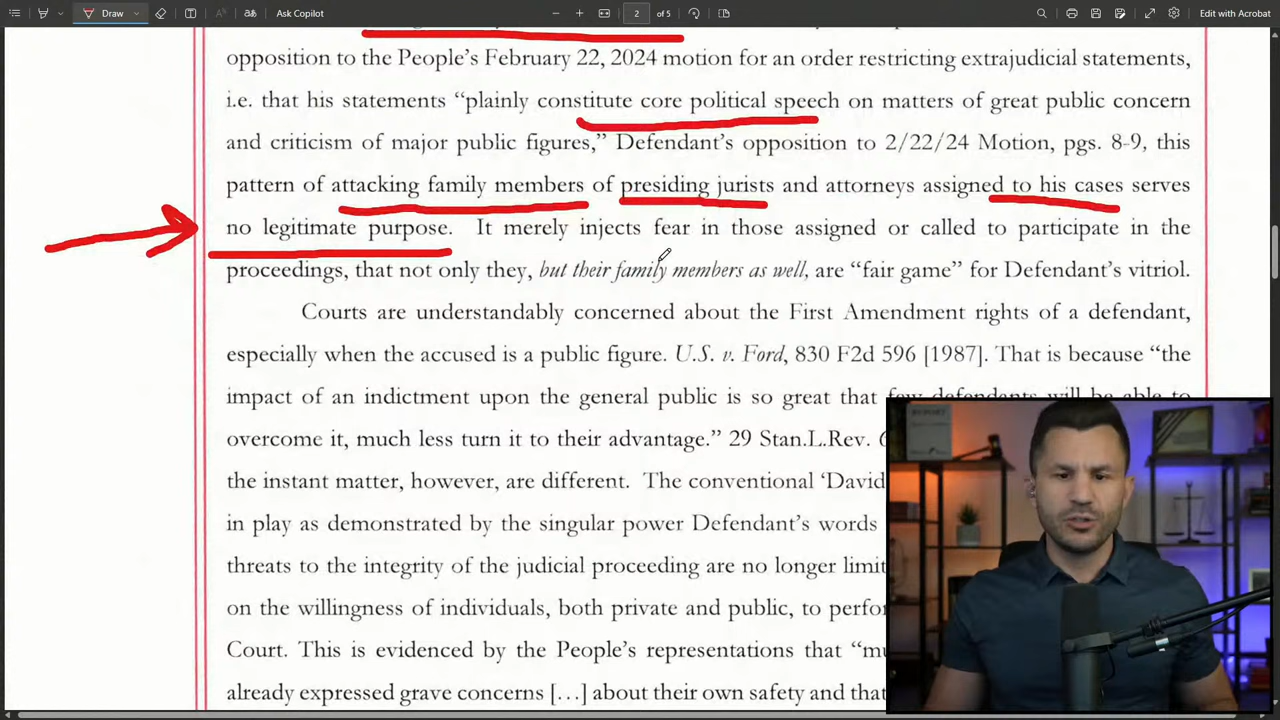 Draw
Ask Copilot
2 of 5
Edit with Acrobat
opposition to the People’s February 22, 2024 motion for an order restricting extrajudicial statements,
i.e. that his statements “plainly constitute core political speech on matters of great public concern
and criticism of major public figures,” Defendant’s opposition to 2/22/24 Motion, pgs. 8-9, this
pattern of attacking family members of presiding jurists and attorneys assigned to his cases serves
no legitimate purpose. It merely injects fear in those assigned or called to participate in the
proceedings, that not only they, but their family members as well, are “fair game” for Defendant’s vitriol.
Courts are understandably concerned about the First Amendment rights of a defendant,
especially when the accused is a public figure. U.S. v. Ford, 830 F2d 596 [1987]. That is because “the
impact of an indictment upon the general public is so great that few defendants will be able to
overcome it, much less turn it to their advantage.” 29 Stan.L.Rev.
the instant matter, however, are different. The conventional ‘David
in play as demonstrated by the singular power Defendant’s words
threats to the integrity of the judicial proceeding are no longer
on the willingness of individuals, both private and public, to
Court. This is evidenced by the People’s representations that
already expressed grave concerns […] about their own safety and that